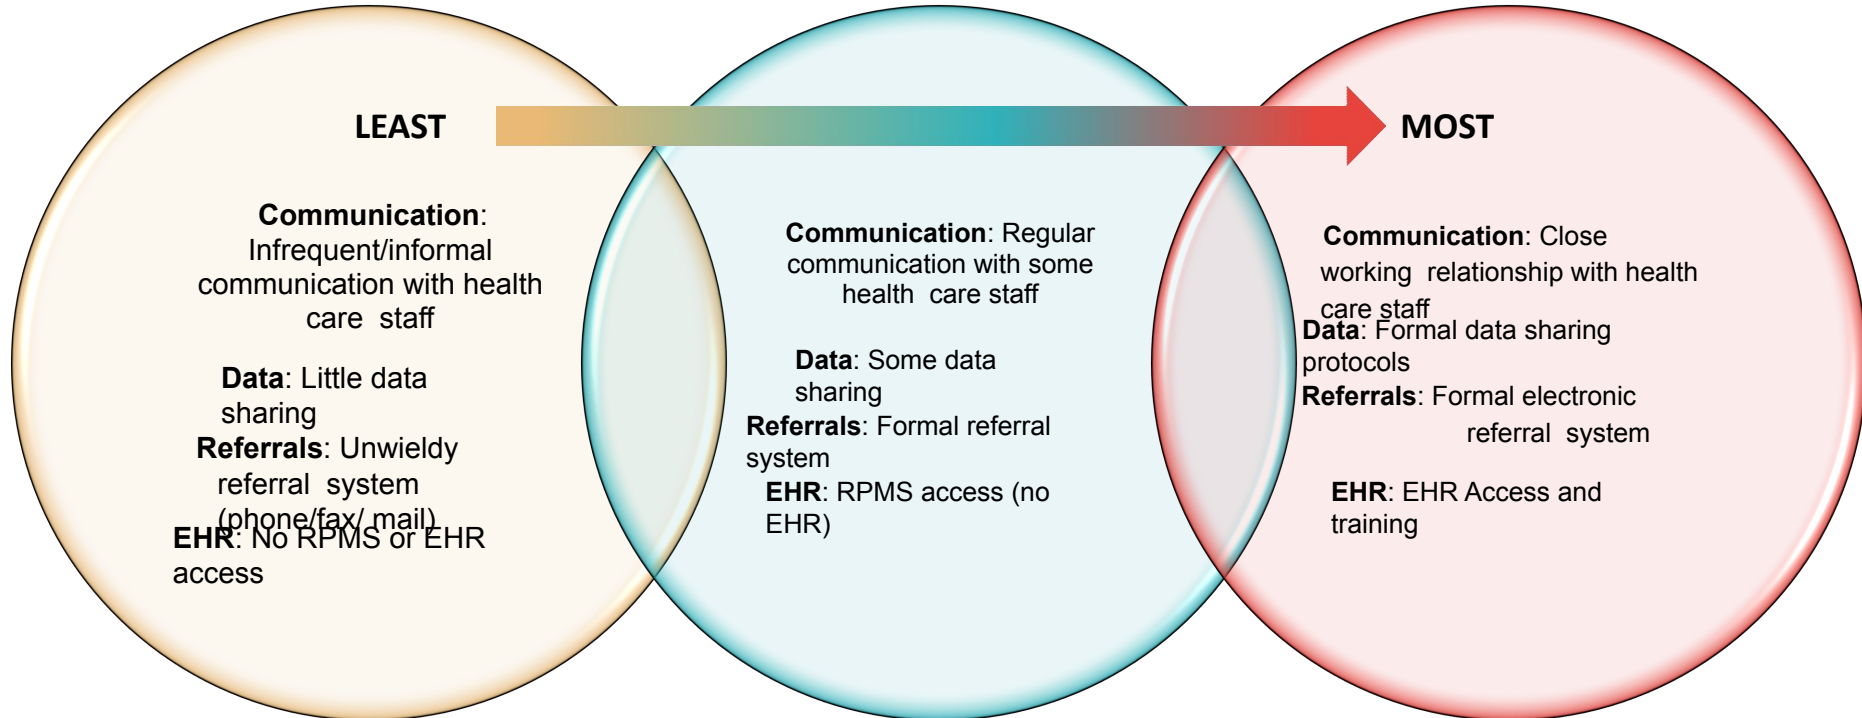 LEAST
Communication:
Infrequent/informal
communication with health
care staff
Data: Little data
sharing
Referrals: Unwieldy
referral system
(phone/fax/ mail)
EHR: No RPMS or EHR
access
Communication: Regular
communication with some
health care staff
Data: Some data
sharing
Referrals: Formal referral
system
EHR: RPMS access (no
EHR)
MOST
Communication: Close
working relationship with health
care staff
Data: Formal data sharing
protocols
Referrals: Formal electronic
referral system
EHR: EHR Access and
training